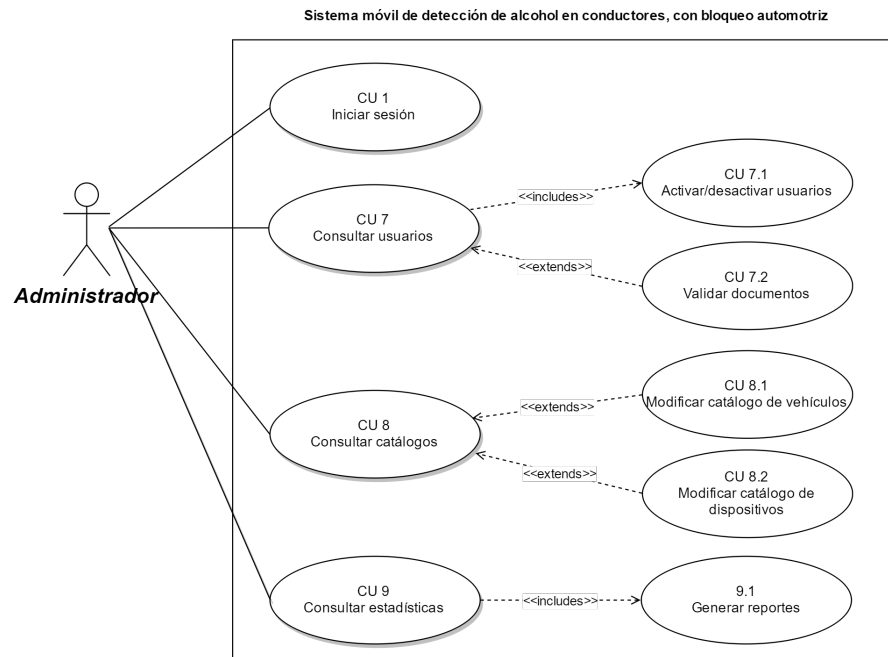 Sistema móvil de detección de alcohol en conductores, con bloqueo automotriz
CU 1
Iniciar sesión
CU 7
Consultar usuarios
<<includes>>
CU 7.1
Activar/desactivar usuarios
<<extends>>
CU 7.2
Validar documentos
Administrador
CU 8
Consultar catálogos
<<extends>>
CU 8.1
Modificar catálogo de vehículos
<<extends>>
CU 8.2
Modificar catálogo de
dispositivos
CU 9
Consultar estadísticas
<<includes>>
9.1
Generar reportes